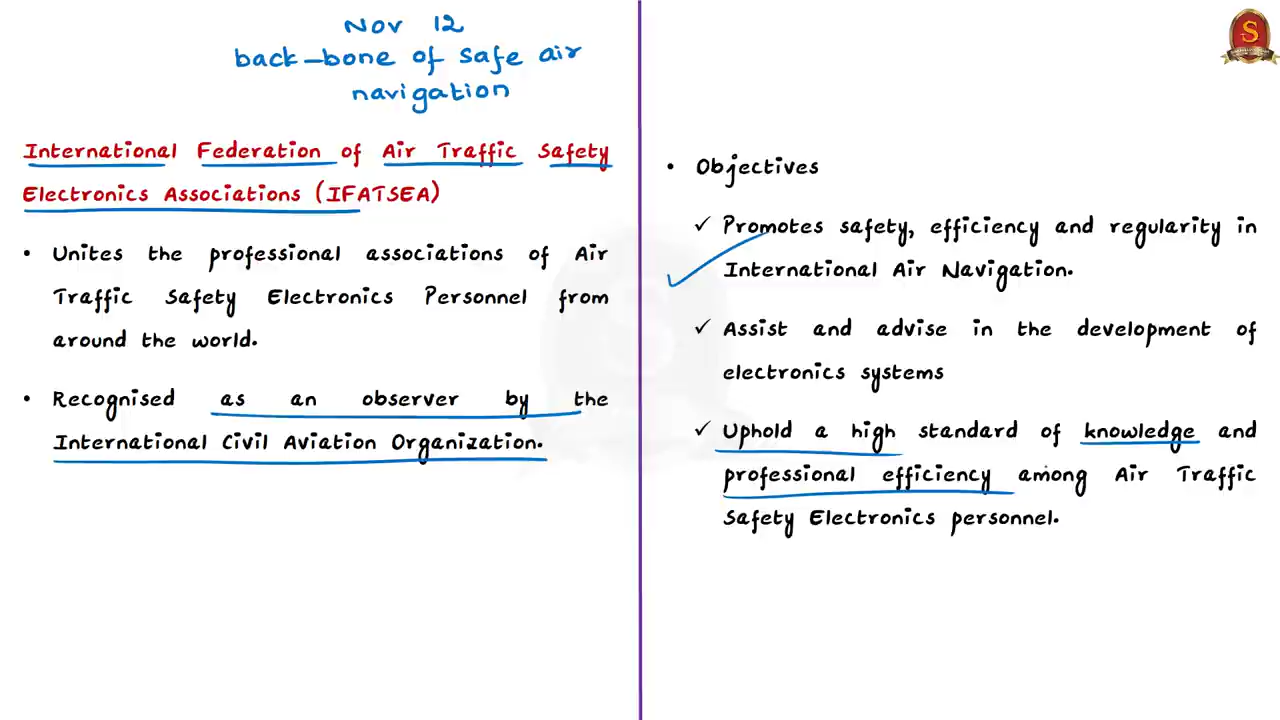 Nov 12
back-bone of safe air
navigation
International Federation of Air Traffic Safety
Electronics Associations (IFATSEA)
• Unites the professional associations of Air
Traffic Safety Electronics Personnel from
around the world.
• Recognised as an observer by the
International Civil Aviation Organization.
• Objectives
✓ Promotes safety, efficiency and regularity in
International Air Navigation.
✓ Assist and advise in the development of
electronics systems
✓ Uphold a high standard of knowledge and
professional efficiency among Air Traffic
Safety Electronics personnel.
S